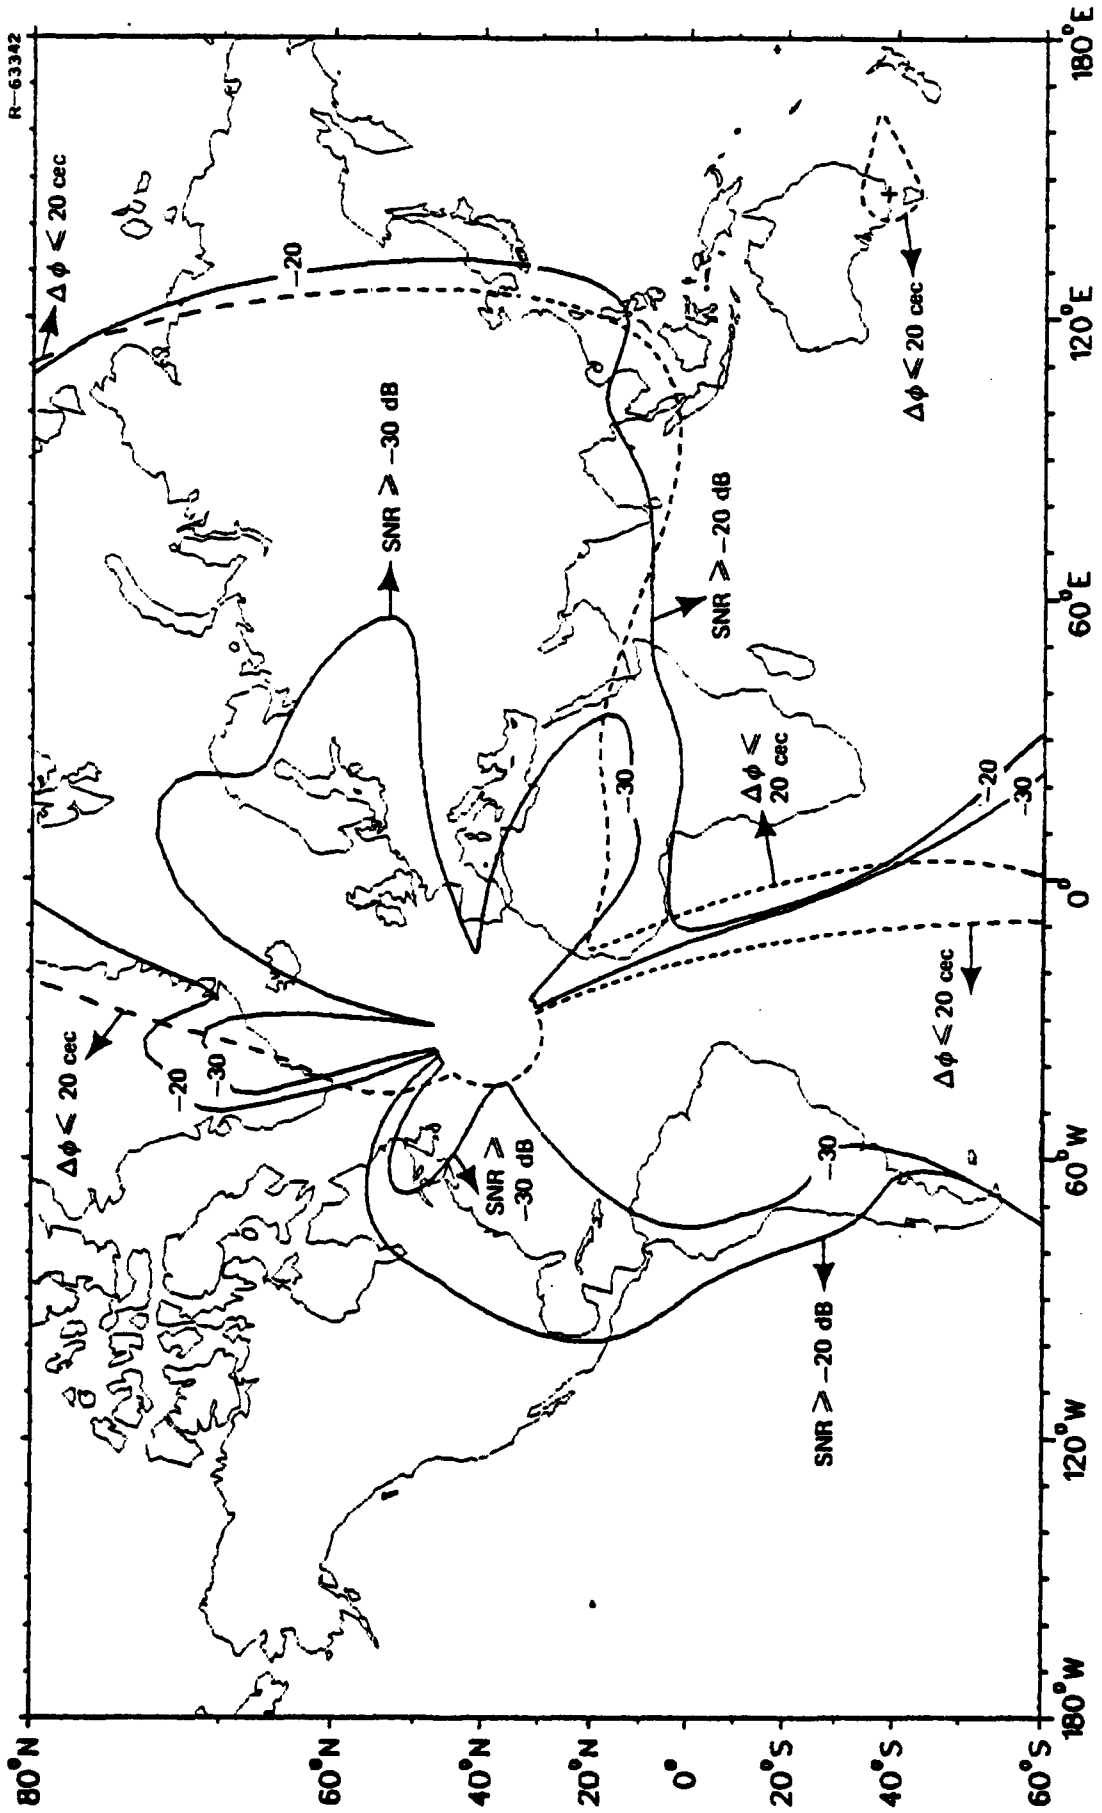 R-63342
80°N
60°N
40°N
20°N
0°
20°S
40°S
60°S
180°W
120°W
60°W
0°
60°E
120°E
180°E
Δϕ ⩽ 20 cec
-20
-30
Δϕ ⩽ 20 cec
-20
SNR ⩾ -30 dB
SNR ⩾
-30 dB
-30
SNR ⩾ -20 dB
-30
SNR ⩾ -20 dB
Δϕ ⩽
20 cec
Δϕ ⩽ 20 cec
-20
-30
Δϕ ⩽ 20 cec
+